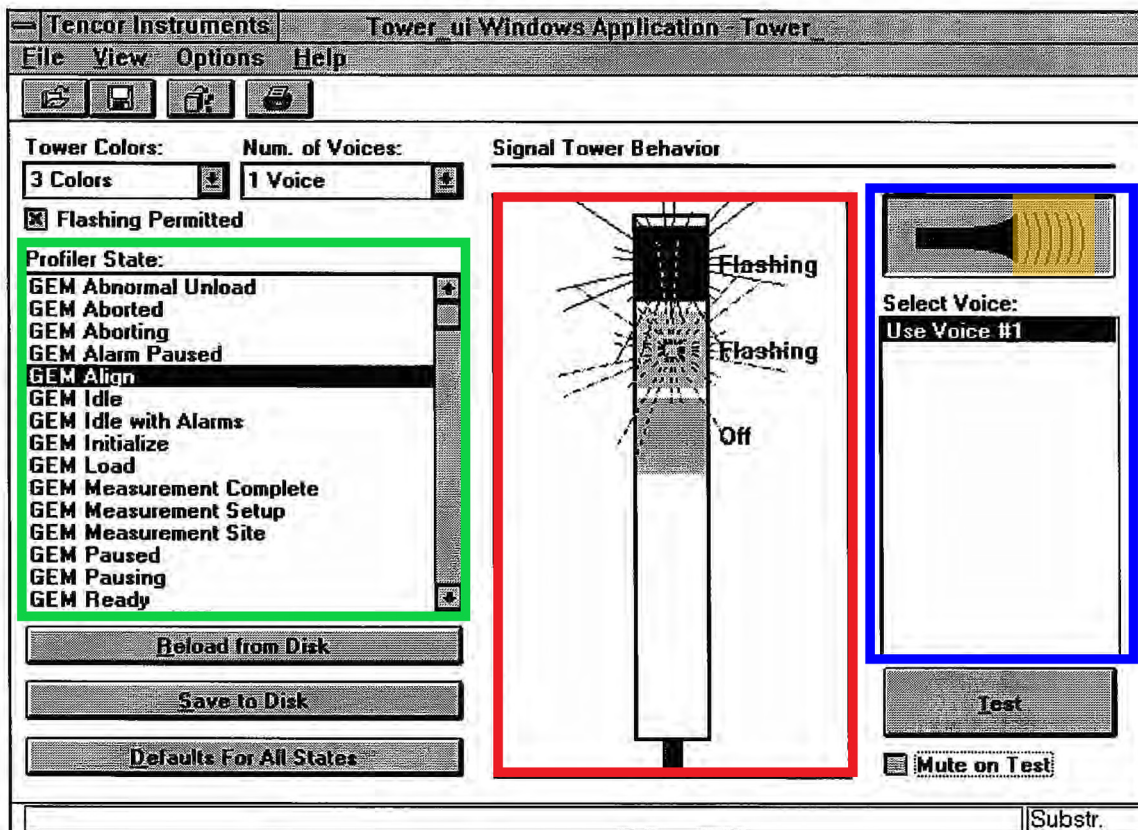 Tencor Instruments Tower_ui Windows Application - Tower_
File View Options Help
Tower Colors: Num. of Voices:
3 Colors 1 Voice
Flashing Permitted
Profiler State:
GEM Abnormal Unload
GEM Aborted
GEM Aborting
GEM Alarm Paused
GEM Align
GEM Idle
GEM Idle with Alarms
GEM Initialize
GEM Load
GEM Measurement Complete
GEM Measurement Setup
GEM Measurement Site
GEM Paused
GEM Pausing
GEM Ready
Reload from Disk
Save to Disk
Defaults For All States
Signal Tower Behavior
Flashing
Flashing
Off
Select Voice:
Use Voice #1
Test
Mute on Test
Substr.